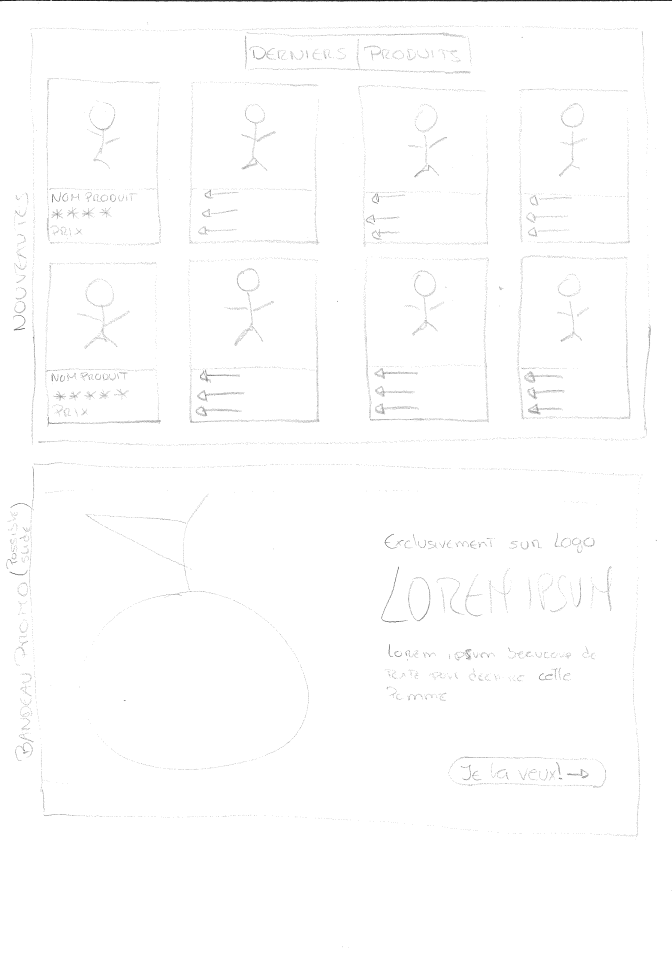 DERNIERS PRODUITS
NOUVEAUTES
NOM PRODUIT
****
PRIX
NOM PRODUIT
*****
PRIX
BANDEAU PROMO (Possible slide)
Exclusivement sur Logo
LOREM IPSUM
Lorem ipsum beaucoup de
texte pour décrire cette
Pomme
Je la veux! →